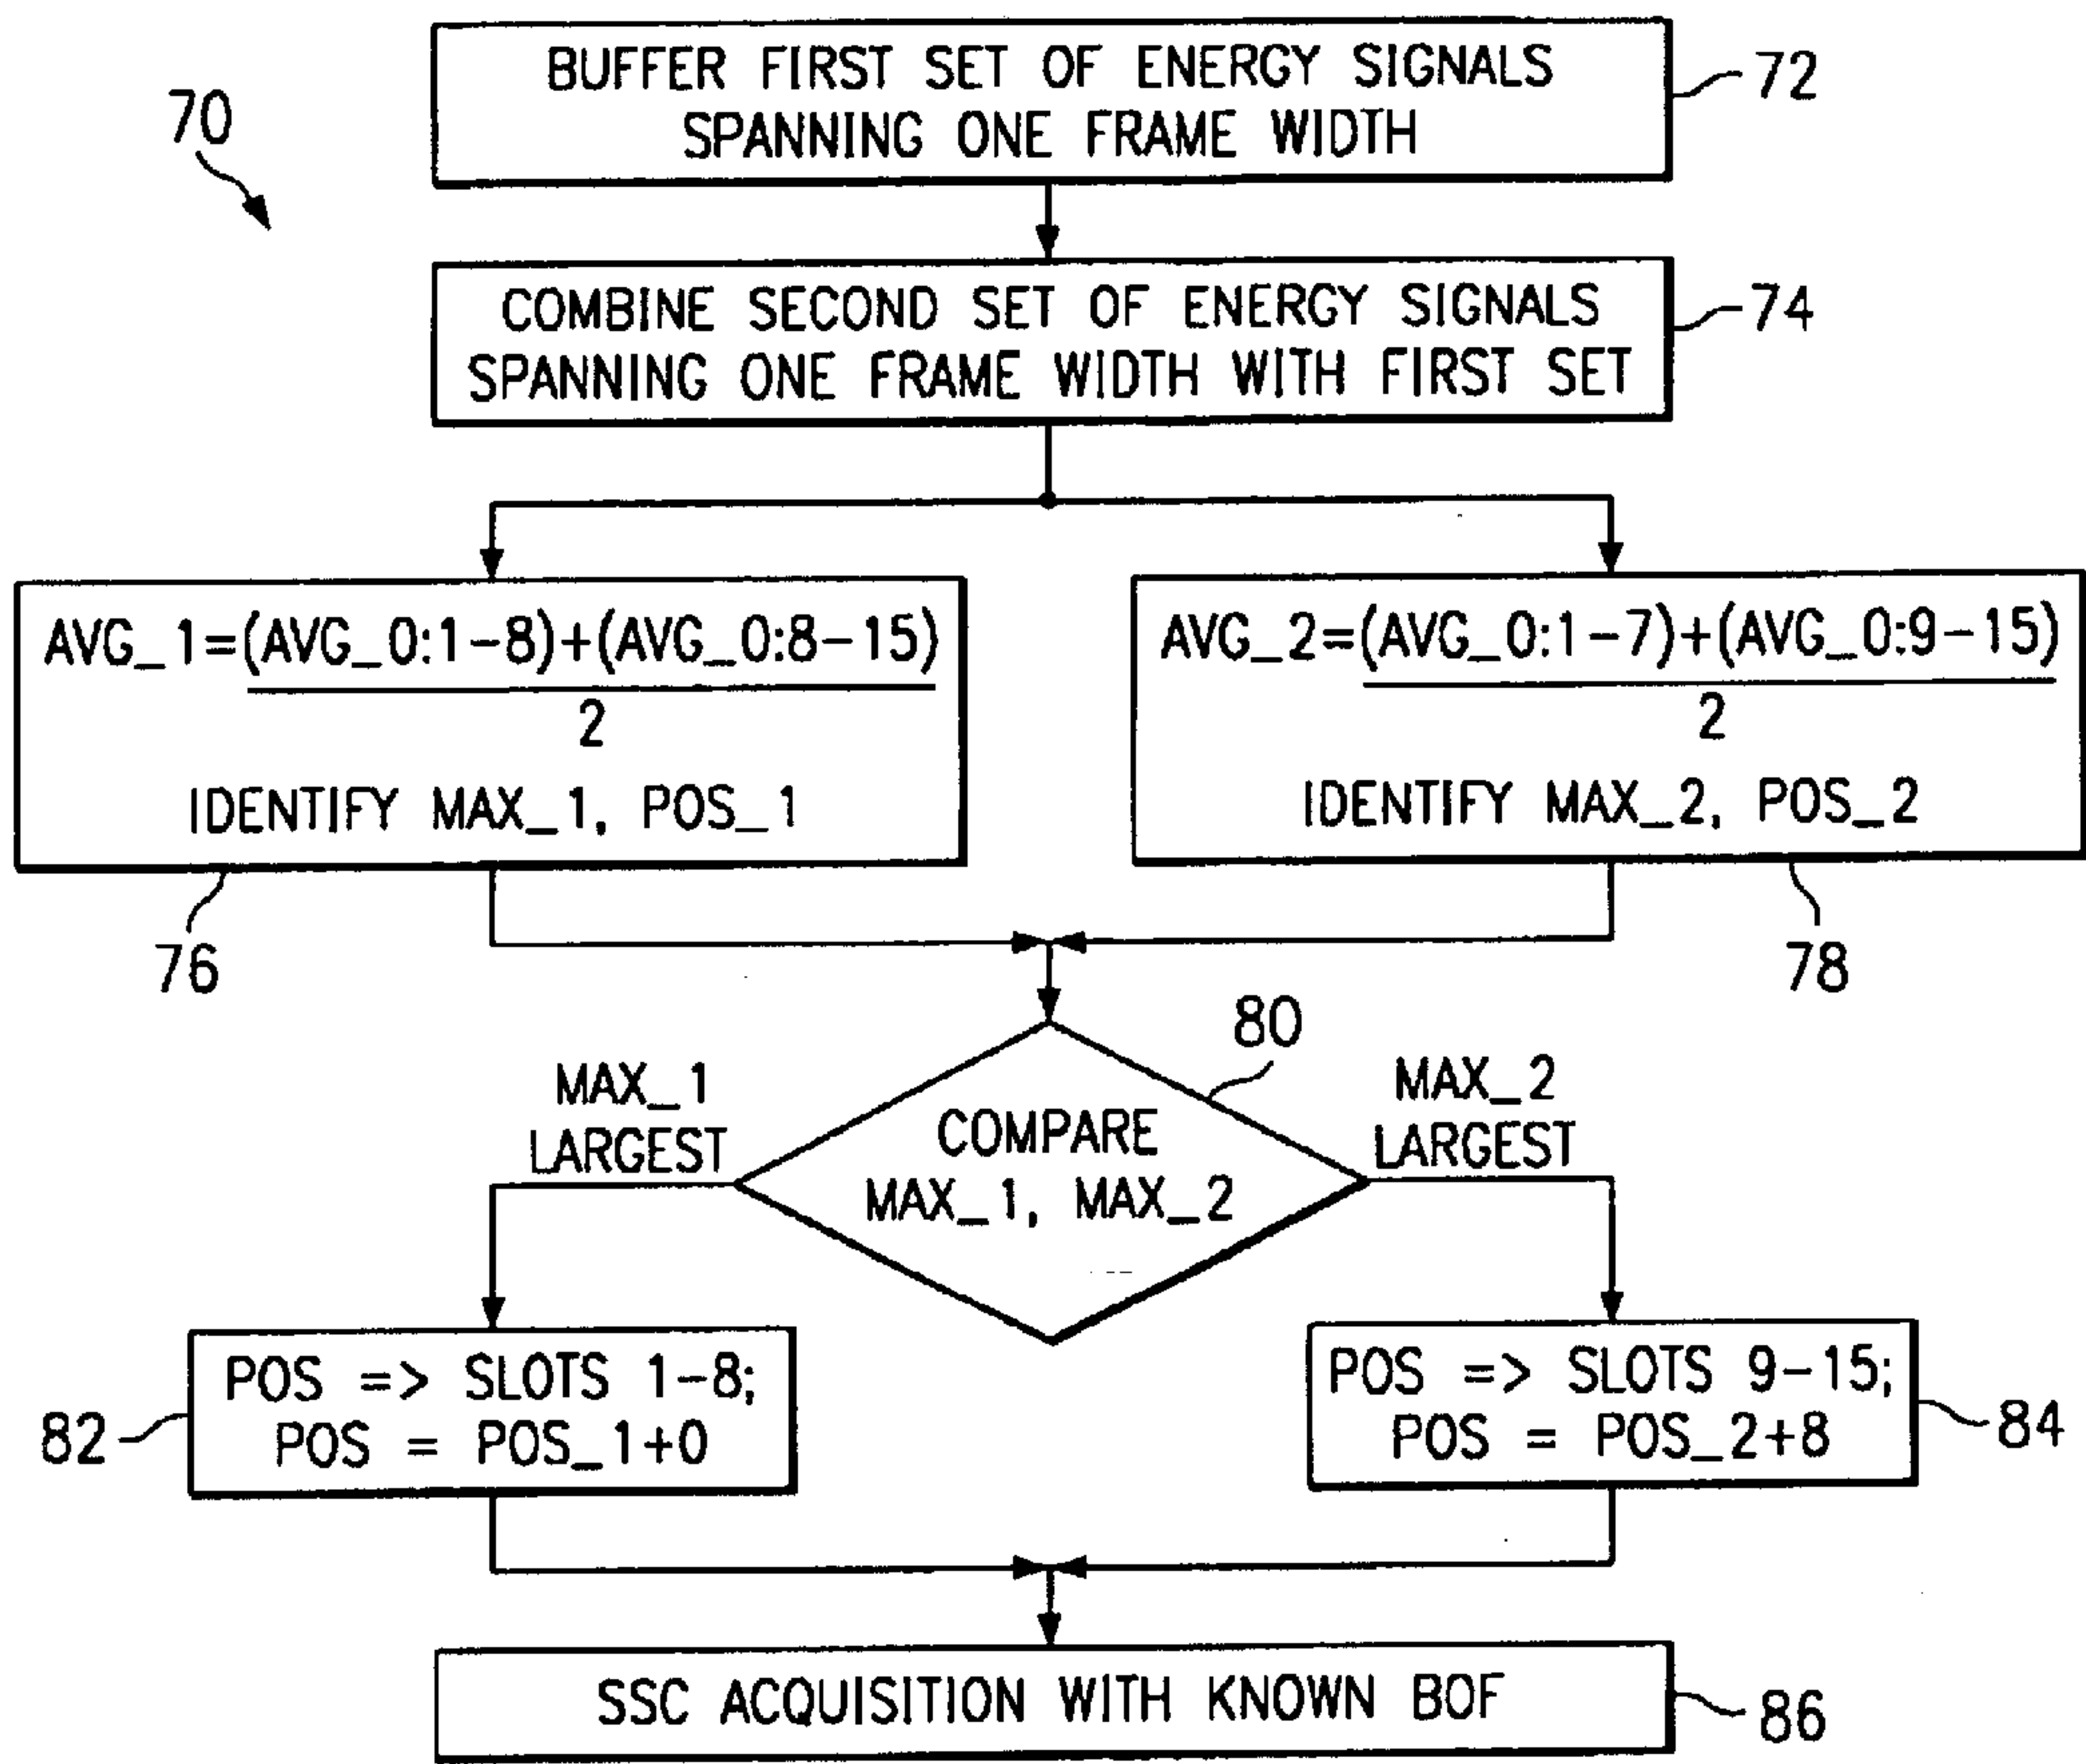 70
BUFFER FIRST SET OF ENERGY SIGNALS
SPANNING ONE FRAME WIDTH
72
COMBINE SECOND SET OF ENERGY SIGNALS
SPANNING ONE FRAME WIDTH WITH FIRST SET
74
AVG_1=(AVG_0:1-8)+(AVG_0:8-15)
2
IDENTIFY MAX_1, POS_1
76
AVG_2=(AVG_0:1-7)+(AVG_0:9-15)
2
IDENTIFY MAX_2, POS_2
78
80
COMPARE
MAX_1, MAX_2
MAX_1
LARGEST
MAX_2
LARGEST
POS => SLOTS 1-8;
POS = POS_1+0
82
POS => SLOTS 9-15;
POS = POS_2+8
84
SSC ACQUISITION WITH KNOWN BOF
86